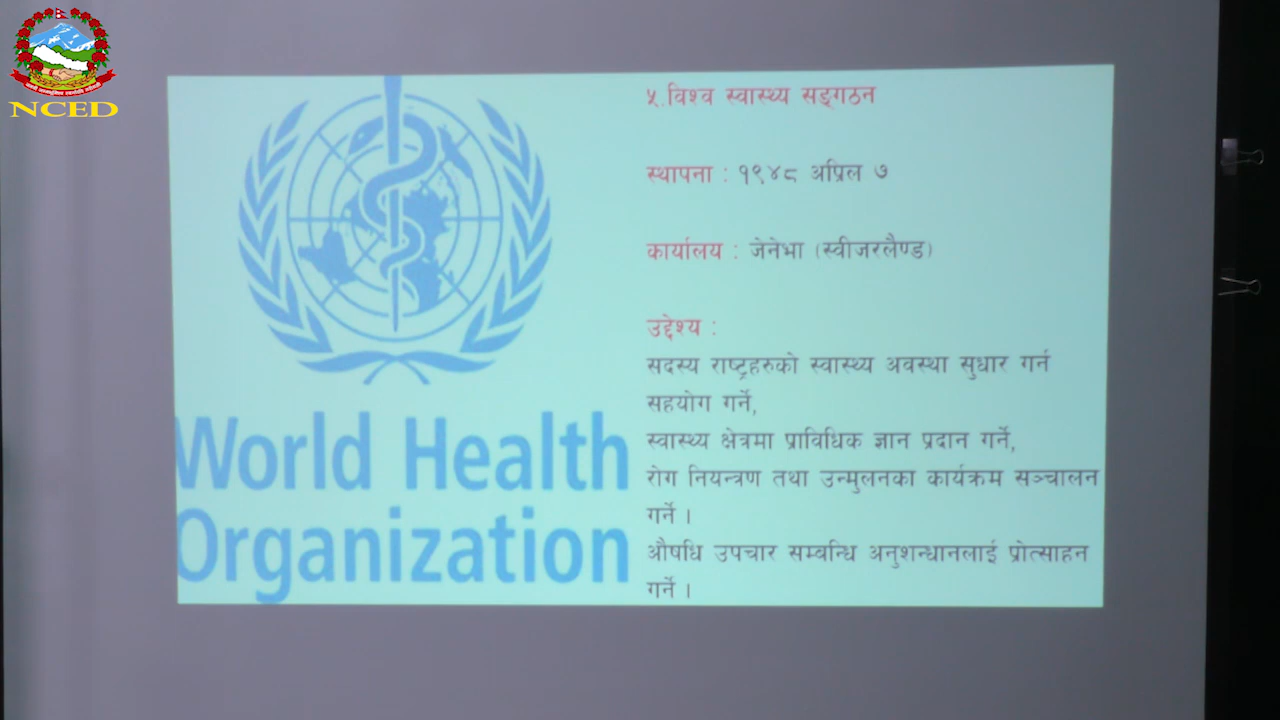 NCED
५.विश्व स्वास्थ्य सङ्गठन
स्थापना : १९४८ अप्रिल ७
कार्यालय : जेनेभा (स्वीजरलैण्ड)
उद्देश्य :
सदस्य राष्ट्रहरुको स्वास्थ्य अवस्था सुधार गर्न
सहयोग गर्ने,
स्वास्थ्य क्षेत्रमा प्राविधिक ज्ञान प्रदान गर्ने,
रोग नियन्त्रण तथा उन्मुलनका कार्यक्रम सञ्चालन
गर्ने ।
औषधि उपचार सम्बन्धि अनुशन्धानलाई प्रोत्साहन
गर्ने ।
World Health
Organization